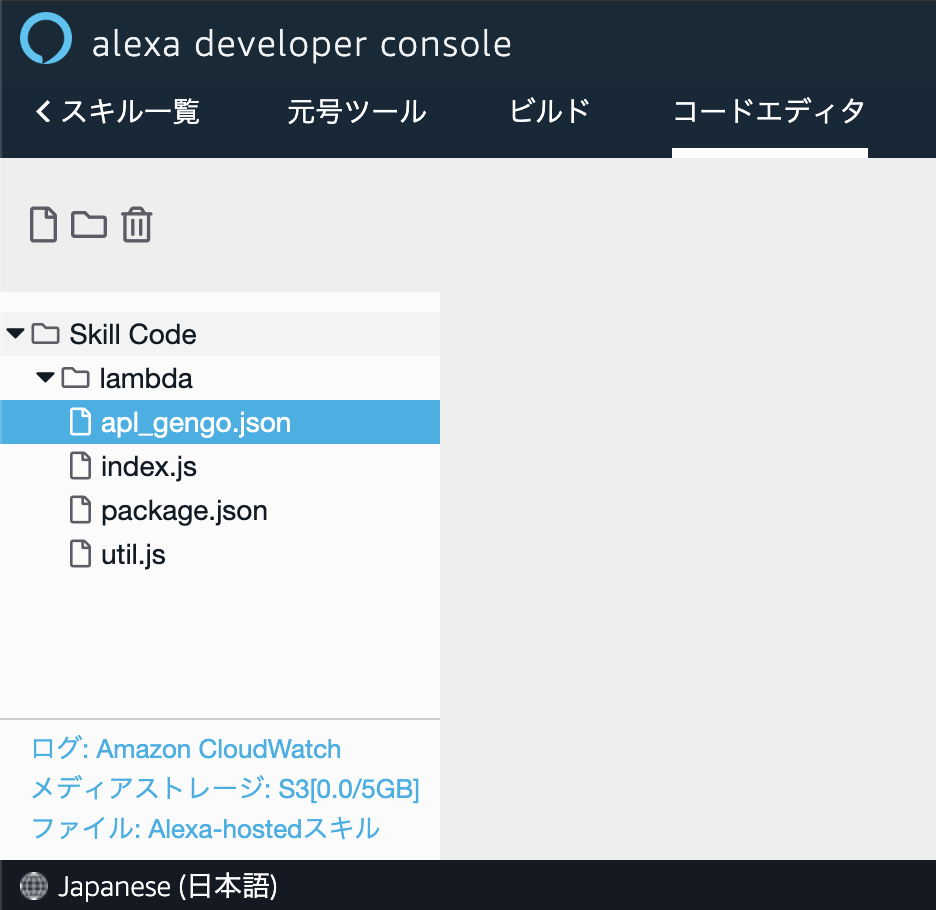 alexa developer console
スキル一覧 元号ツール ビルド コードエディタ
Skill Code
lambda
apl_gengo.json
index.js
package.json
util.js
ログ: Amazon CloudWatch
メディアストレージ: S3[0.0/5GB]
ファイル: Alexa-hostedスキル
Japanese (日本語)